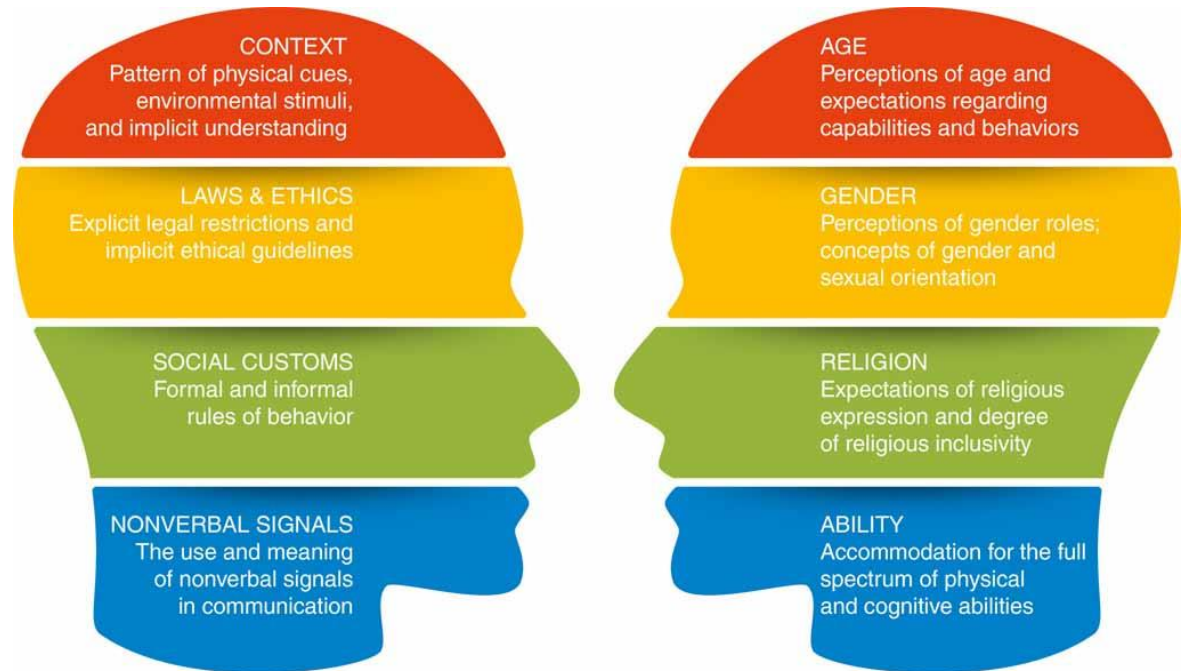 CONTEXT
Pattern of physical cues,
environmental stimuli,
and implicit understanding
LAWS & ETHICS
Explicit legal restrictions and
implicit ethical guidelines
SOCIAL CUSTOMS
Formal and informal
rules of behavior
NONVERBAL SIGNALS
The use and meaning
of nonverbal signals
in communication
AGE
Perceptions of age and
expectations regarding
capabilities and behaviors
GENDER
Perceptions of gender roles;
concepts of gender and
sexual orientation
RELIGION
Expectations of religious
expression and degree
of religious inclusivity
ABILITY
Accommodation for the full
spectrum of physical
and cognitive abilities